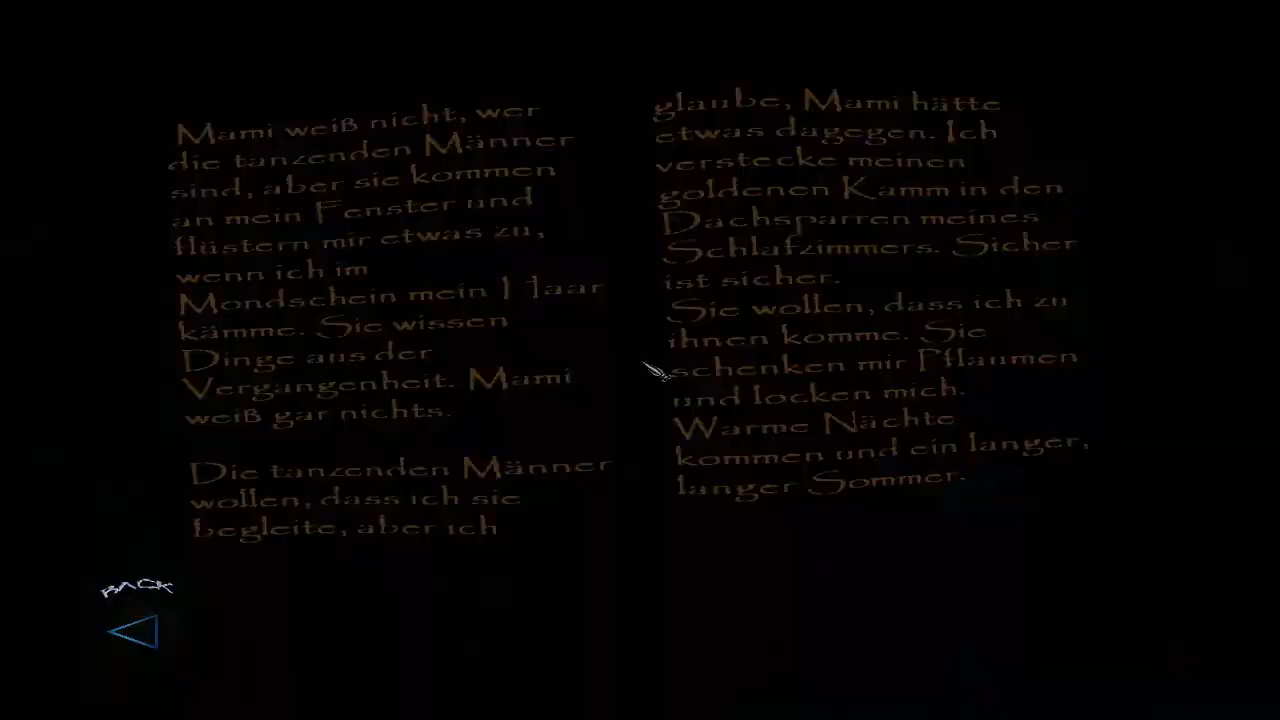 Mami weiß nicht, wer
die tanzenden Männer
sind, aber sie kommen
an mein Fenster und
flüstern mir etwas zu,
wenn ich im
Mondschein mein Haar
kämme. Sie wissen
Dinge aus der
Vergangenheit. Mami
weiß gar nichts.
Die tanzenden Männer
wollen, dass ich sie
begleite, aber ich
glaube, Mami hätte
etwas dagegen. Ich
verstecke meinen
goldenen Kamm in den
Dachsparren meines
Schlafzimmers. Sicher
ist sicher.
Sie wollen, dass ich zu
ihnen komme. Sie
schenken mir Pflaumen
und locken mich.
Warme Nächte
kommen und ein langer,
langer Sommer.
BACK